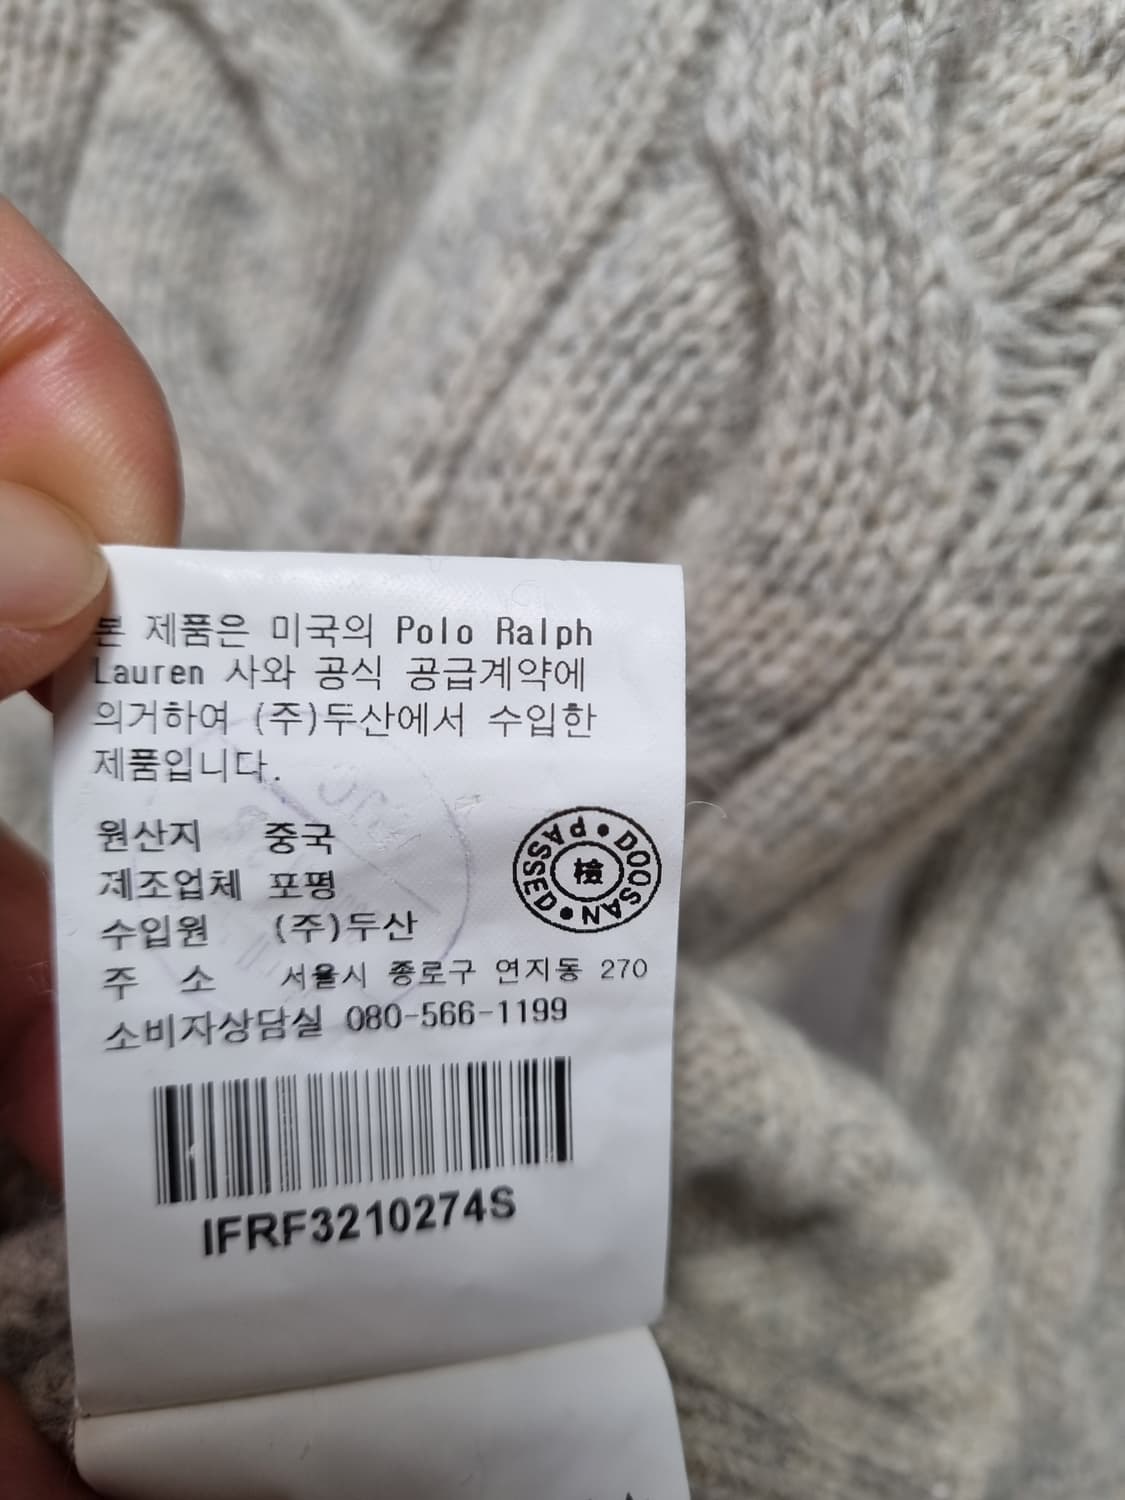 본 제품은 미국의 Polo Ralph
Lauren 사와 공식 공급계약에
의거하여 (주)두산에서 수입한
제품입니다.
원산지 중국
제조업체 포평
수입원 (주)두산
주 소 서울시 종로구 연지동 270
소비자상담실 080-566-1199
PASSED • DOOSAN •
檢
IFRF3210274S